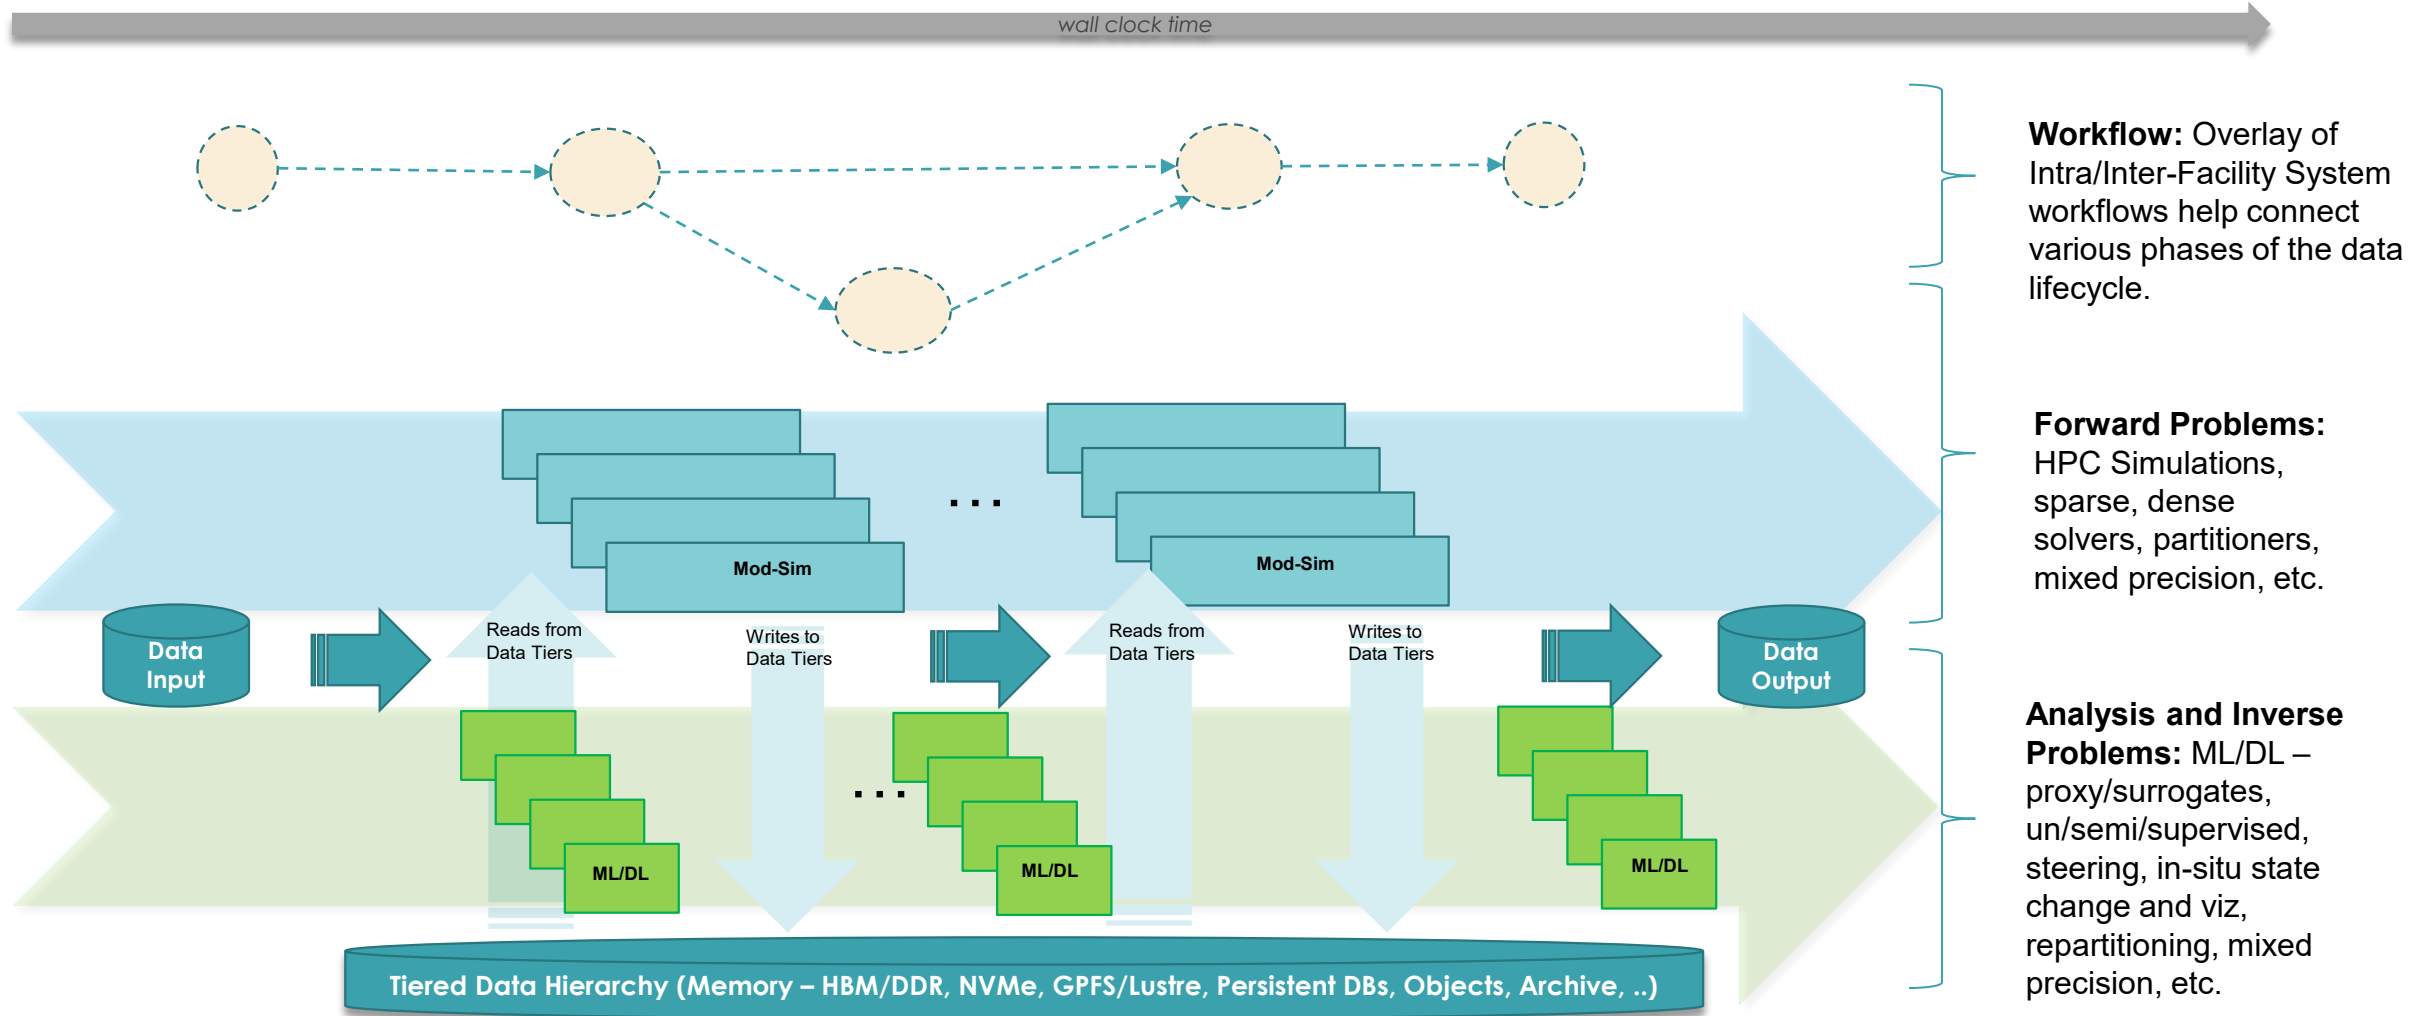 wall clock time
Workflow: Overlay of
Intra/Inter-Facility System
workflows help connect
various phases of the data
lifecycle.
Forward Problems:
HPC Simulations,
sparse, dense
solvers, partitioners,
mixed precision, etc.
Mod-Sim
Mod-Sim
. . .
Data
Input
Reads from
Data Tiers
Writes to
Data Tiers
Reads from
Data Tiers
Writes to
Data Tiers
Data
Output
Analysis and Inverse
Problems: ML/DL –
proxy/surrogates,
un/semi/supervised,
steering, in-situ state
change and viz,
repartitioning, mixed
precision, etc.
. . .
ML/DL
ML/DL
ML/DL
Tiered Data Hierarchy (Memory – HBM/DDR, NVMe, GPFS/Lustre, Persistent DBs, Objects, Archive, ..)